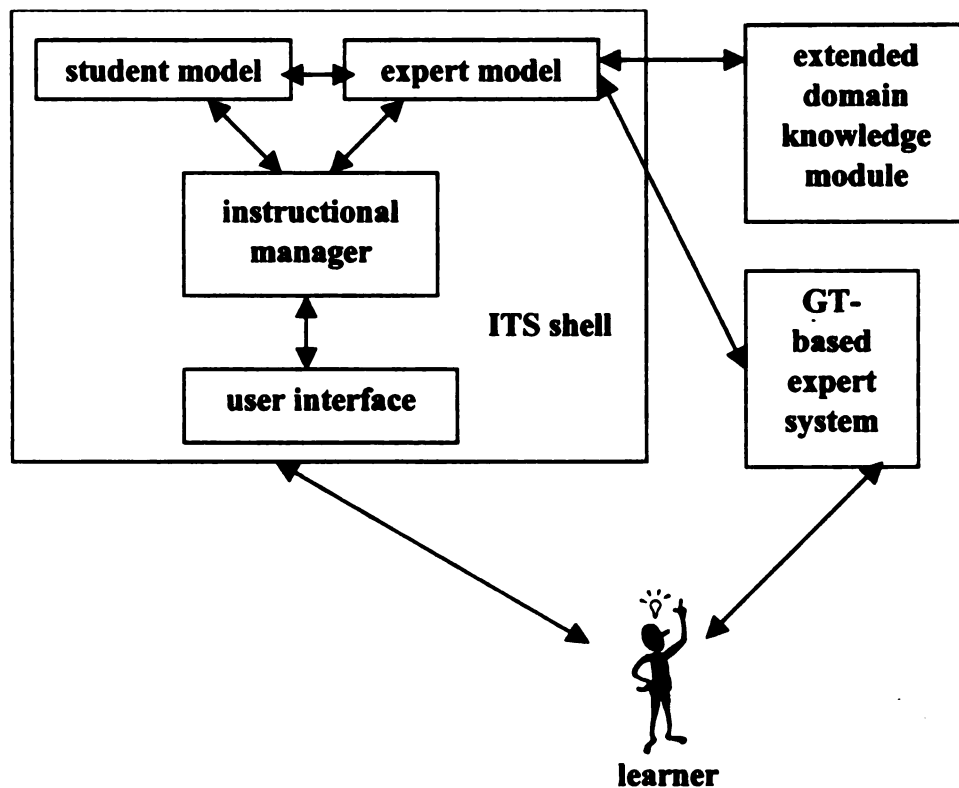 student model
expert model
extended
domain
knowledge
module
instructional
manager
ITS shell
user interface
GT-
based
expert
system
learner